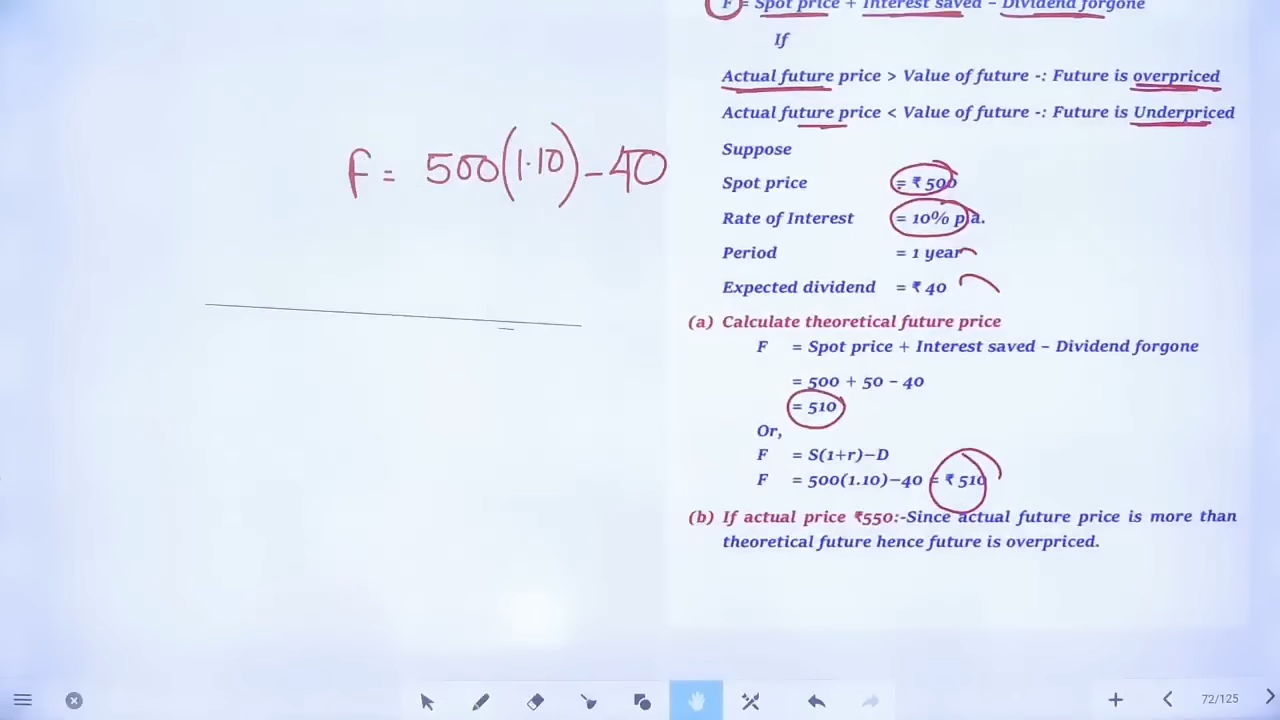 F = Spot price + Interest saved – Dividend forgone
If
Actual future price > Value of future -: Future is overpriced
Actual future price < Value of future -: Future is Underpriced
Suppose
Spot price = ₹ 500
Rate of Interest = 10% p.a.
Period = 1 year
Expected dividend = ₹ 40
(a) Calculate theoretical future price
F = Spot price + Interest saved – Dividend forgone
= 500 + 50 – 40
= 510
Or,
F = S(1+r)–D
F = 500(1.10)–40 = ₹ 510
(b) If actual price ₹550:-Since actual future price is more than
theoretical future hence future is overpriced.
F = 500(1.10) – 40
72/125